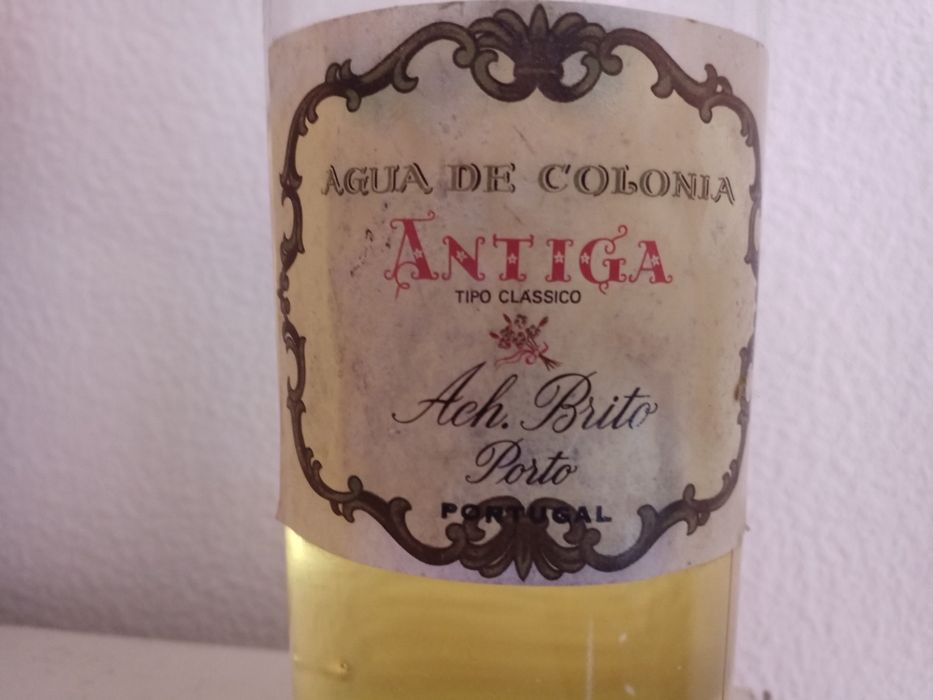 AGUA DE COLONIA
ANTIGA
TIPO CLASSICO
Ach. Brito
Porto
PORTUGAL